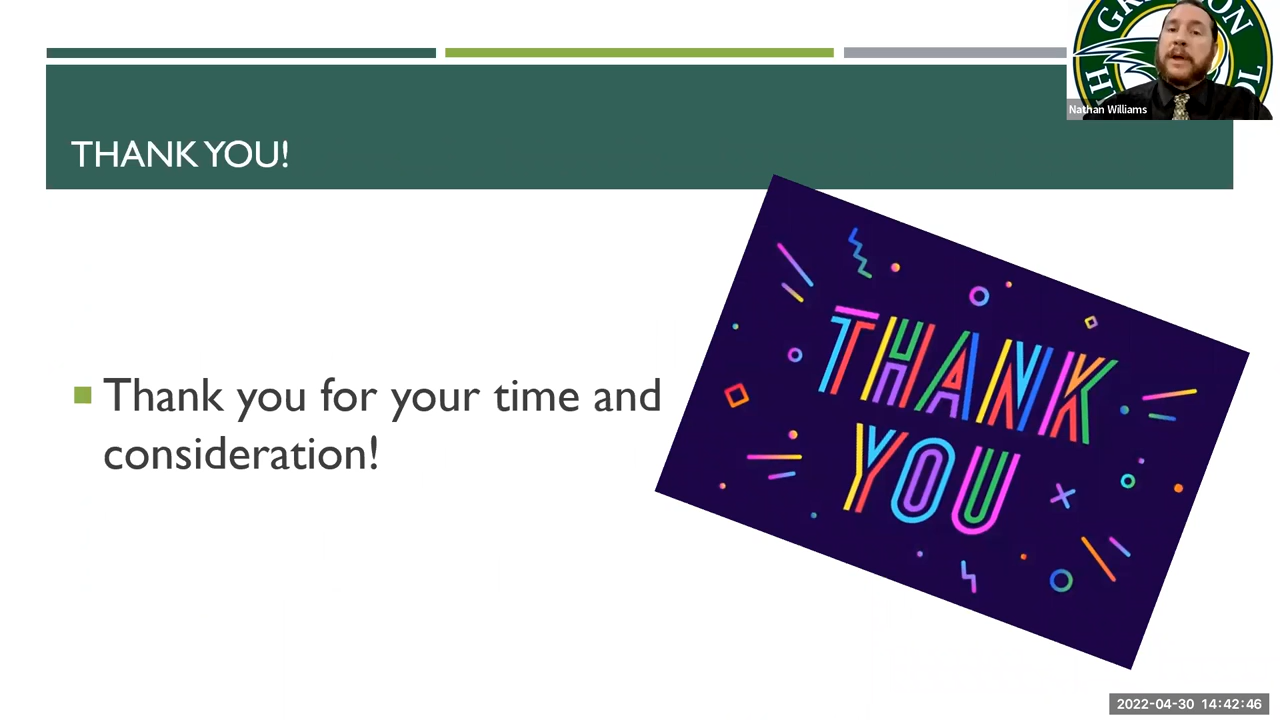 THANK YOU!
Thank you for your time and
consideration!
THANK
YOU
Nathan Williams
2022-04-30 14:42:46